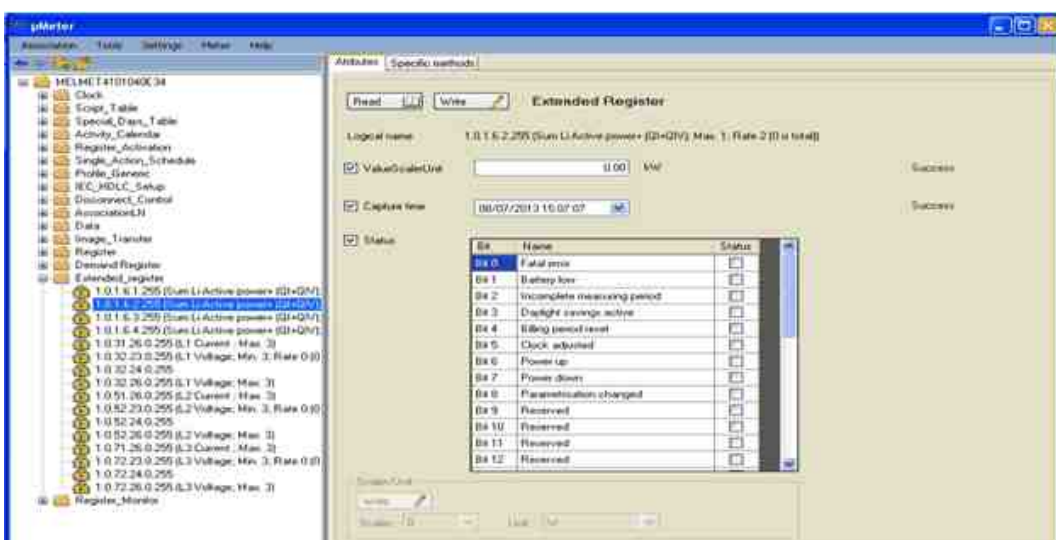 µMeter
Association Tools Settings Meter Help
MELMET4101040E34
Clock
Script_Table
Special_Days_Table
Activity_Calendar
Register_Activation
Single_Action_Schedule
Profile_Generic
IEC_HDLC_Setup
Disconnect_Control
AssociationLN
Data
Image_Transfer
Register
Demand Register
Extended_register
1.0.1.6.1.255 (Sum Li Active power+ (QI+QIV);
1.0.1.6.2.255 (Sum Li Active power+ (QI+QIV);
1.0.1.6.3.255 (Sum Li Active power+ (QI+QIV);
1.0.1.6.4.255 (Sum Li Active power+ (QI+QIV);
1.0.31.26.0.255 (L1 Current ; Max. 3)
1.0.32.23.0.255 (L1 Voltage; Min. 3; Rate 0 (0
1.0.32.24.0.255
1.0.32.26.0.255 (L1 Voltage; Max. 3)
1.0.51.26.0.255 (L2 Current ; Max. 3)
1.0.52.23.0.255 (L2 Voltage; Min. 3; Rate 0 (0
1.0.52.24.0.255
1.0.52.26.0.255 (L2 Voltage; Max. 3)
1.0.71.26.0.255 (L3 Current ; Max. 3)
1.0.72.23.0.255 (L3 Voltage; Min. 3; Rate 0 (0
1.0.72.24.0.255
1.0.72.26.0.255 (L3 Voltage; Max. 3)
Register_Monitor
Attributes Specific methods
Read Write Extended Register
Logical name 1.0.1.6.2.255 (Sum Li Active power+ (QI+QIV); Max. 1; Rate 2 (0 is total))
ValueScalerUnit 0.00 kW Success
Capture time 08/07/2013 15:07:07 Success
Status
Bit Name Status
Bit 0 Fatal error
Bit 1 Battery low
Bit 2 Incomplete measuring period
Bit 3 Daylight savings active
Bit 4 Billing period reset
Bit 5 Clock adjusted
Bit 6 Power up
Bit 7 Power down
Bit 8 Parametrisation changed
Bit 9 Reserved
Bit 10 Reserved
Bit 11 Reserved
Bit 12 Reserved
Scaler/Unit
write
Scaler: 0 Unit: